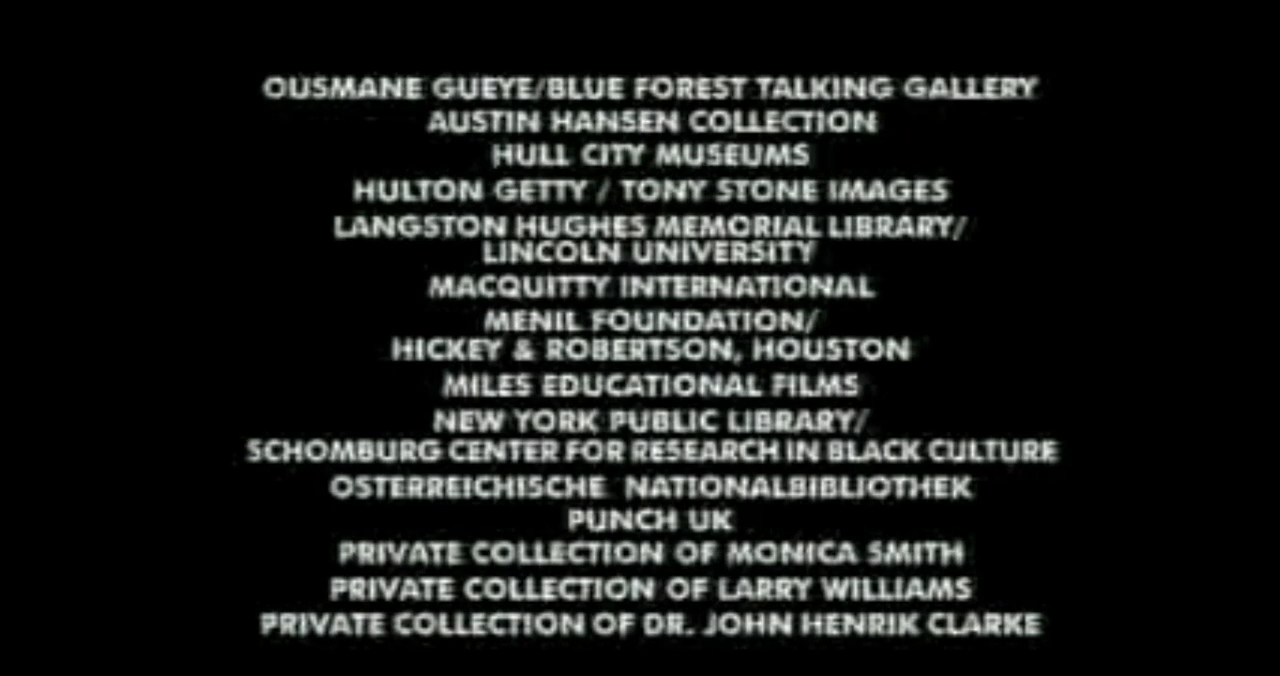 OUSMANE GUEYE/BLUE FOREST TALKING GALLERY
AUSTIN HANSEN COLLECTION
HULL CITY MUSEUMS
HULTON GETTY / TONY STONE IMAGES
LANGSTON HUGHES MEMORIAL LIBRARY/
LINCOLN UNIVERSITY
MACQUITTY INTERNATIONAL
MENIL FOUNDATION/
HICKEY & ROBERTSON, HOUSTON
MILES EDUCATIONAL FILMS
NEW YORK PUBLIC LIBRARY/
SCHOMBURG CENTER FOR RESEARCH IN BLACK CULTURE
OSTERREICHISCHE NATIONALBIBLIOTHEK
PUNCH UK
PRIVATE COLLECTION OF MONICA SMITH
PRIVATE COLLECTION OF LARRY WILLIAMS
PRIVATE COLLECTION OF DR. JOHN HENRIK CLARKE